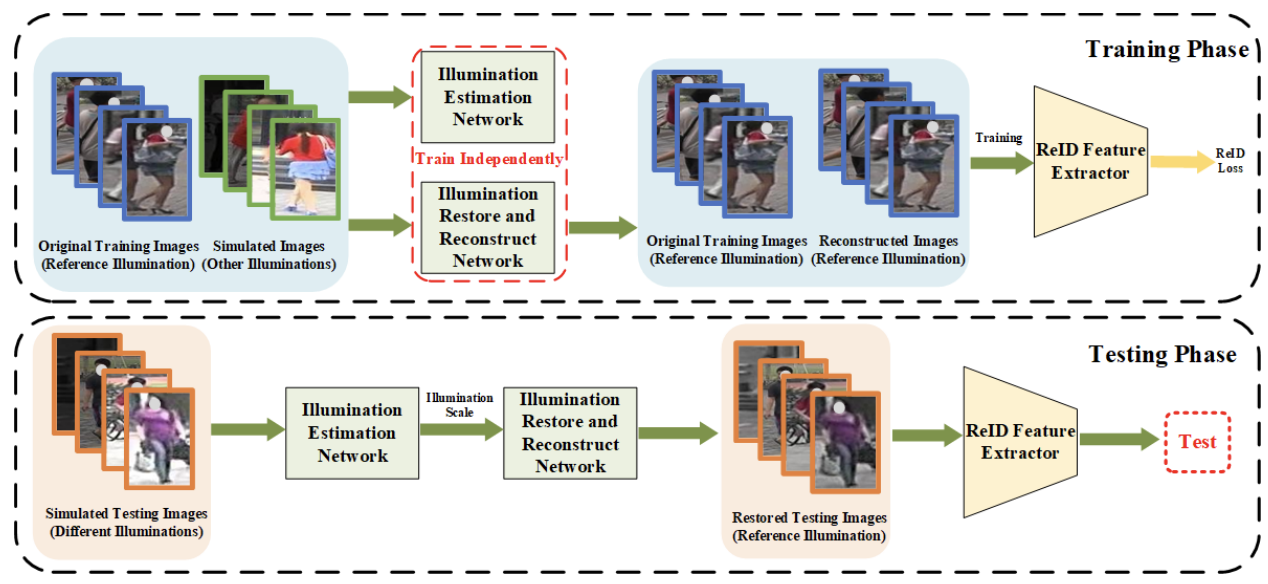 Training Phase
Illumination
Estimation
Network
Train Independently
Illumination
Restore and
Reconstruct
Network
Original Training Images
(Reference Illumination)
Simulated Images
(Other Illuminations)
Original Training Images
(Reference Illumination)
Reconstructed Images
(Reference Illumination)
Training
ReID Feature
Extractor
ReID
Loss
Testing Phase
Simulated Testing Images
(Different Illuminations)
Illumination
Estimation
Network
Illumination
Scale
Illumination
Restore and
Reconstruct
Network
Restored Testing Images
(Reference Illumination)
ReID Feature
Extractor
Test